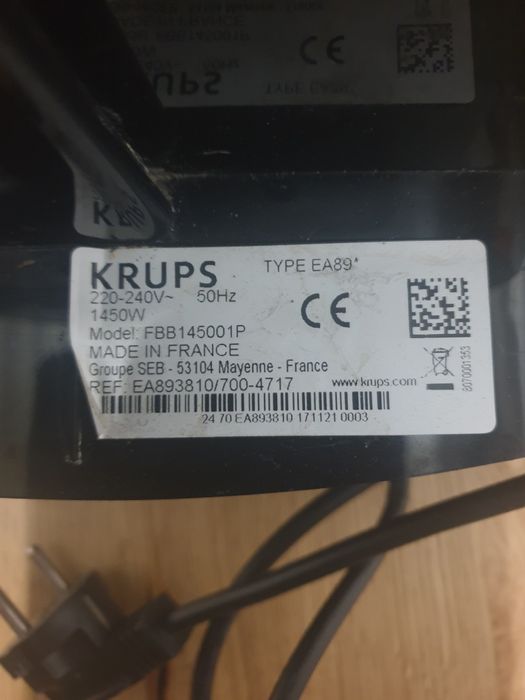 KRUPS
TYPE EA89*
220-240V~ 50Hz
1450W
Model: FBB145001P
MADE IN FRANCE
Groupe SEB - 53104 Mayenne - France
REF: EA893810/700-4717
www.krups.com
8070001353
24 70 EA893810 171121 0003
CE